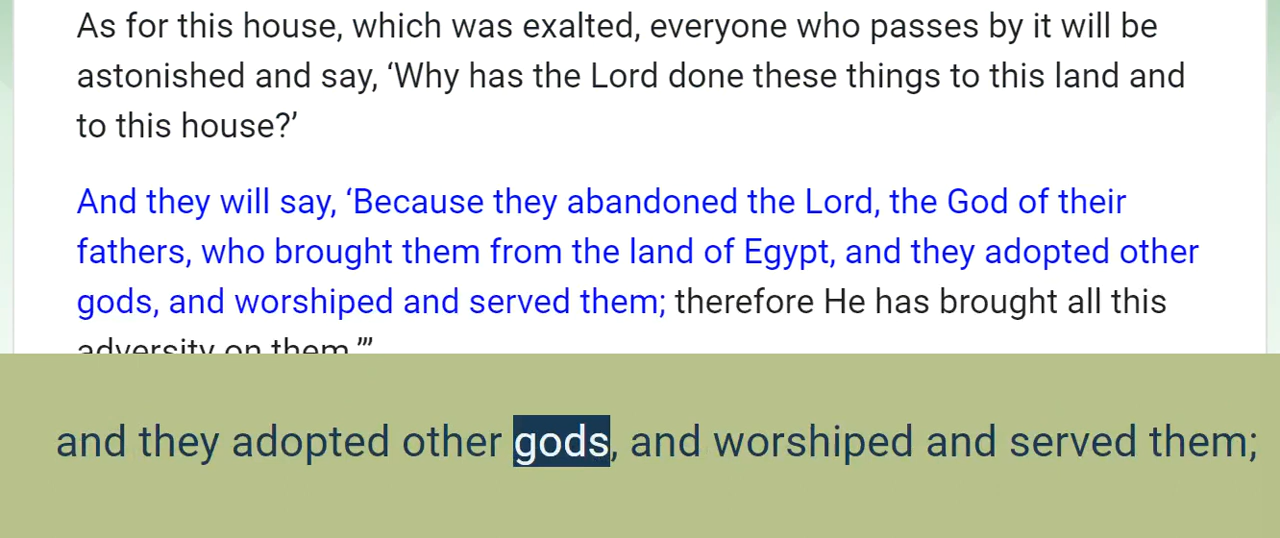 As for this house, which was exalted, everyone who passes by it will be
astonished and say, ‘Why has the Lord done these things to this land and
to this house?’
And they will say, ‘Because they abandoned the Lord, the God of their
fathers, who brought them from the land of Egypt, and they adopted other
gods, and worshiped and served them; therefore He has brought all this
adversity on them.’”
and they adopted other gods, and worshiped and served them;